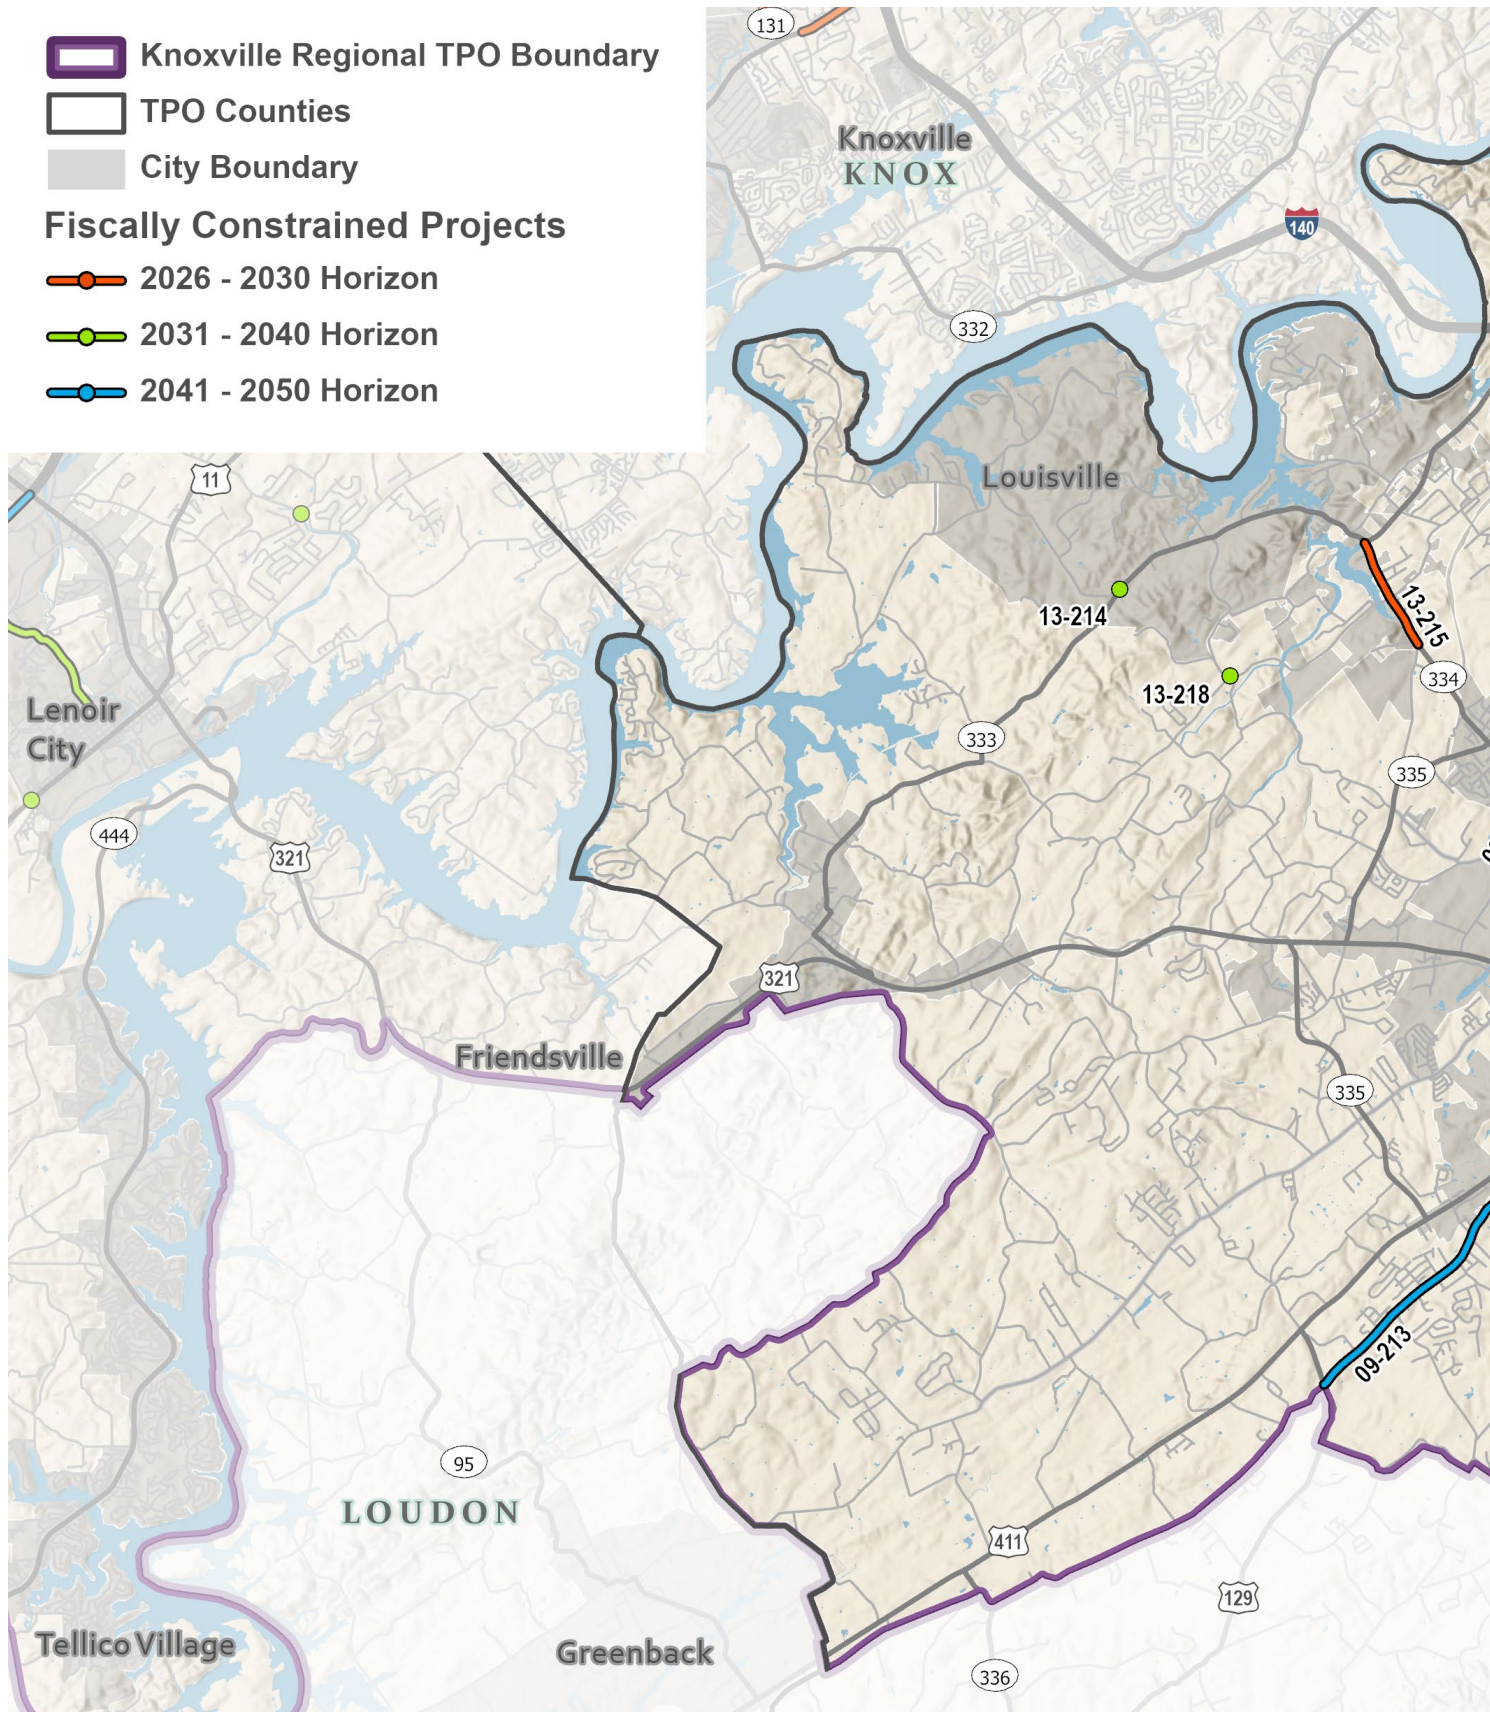 Knoxville Regional TPO Boundary
TPO Counties
City Boundary
Fiscally Constrained Projects
2026 - 2030 Horizon
2031 - 2040 Horizon
2041 - 2050 Horizon
131
Knoxville
KNOX
140
332
11
Louisville
13-214
13-215
13-218
334
333
335
Lenoir
City
444
321
321
Friendsville
335
09-213
95
LOUDON
411
129
Tellico Village
Greenback
336